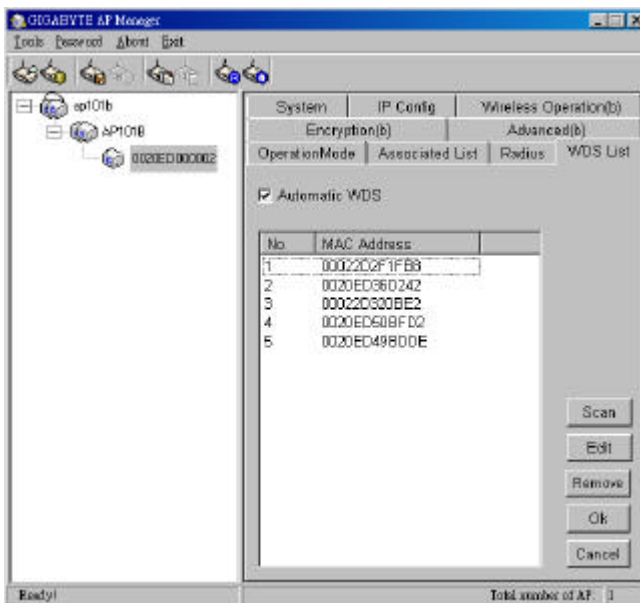 GIGABYTE AP Manager
Tools Password About Exit
ap101b
AP101B
0020ED000002
System IP Config Wireless Operation(b)
Encryption(b) Advanced(b)
OperationMode Associated List Radius WDS List
Automatic WDS
No. MAC Address
1 00022D2F1FB8
2 0020ED36D242
3 00022D320BE2
4 0020ED50BFD2
5 0020ED498DDE
Scan
Edit
Remove
Ok
Cancel
Ready! Total number of AP: 1